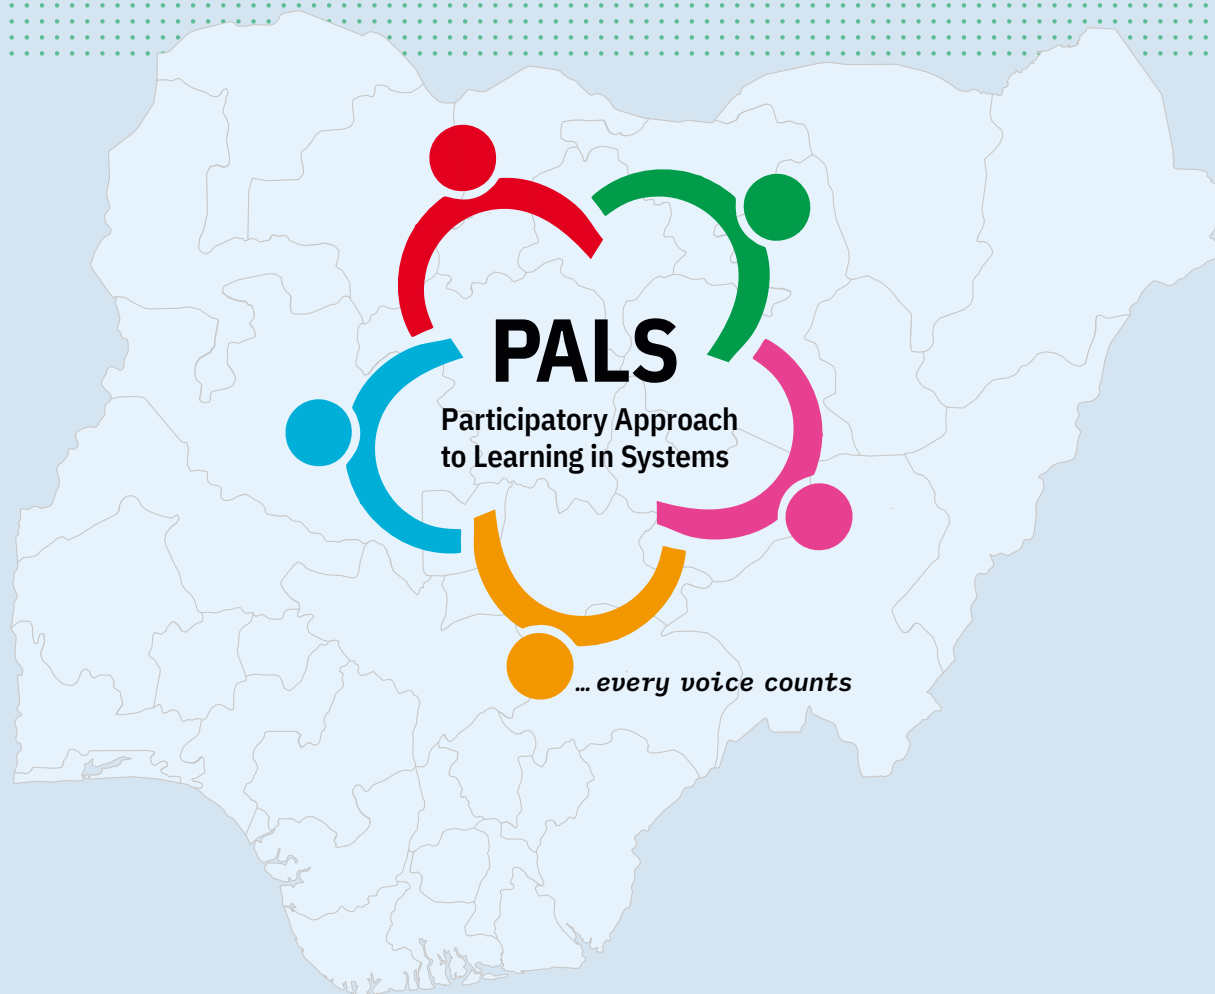 PALS
Participatory Approach
to Learning in Systems
... every voice counts